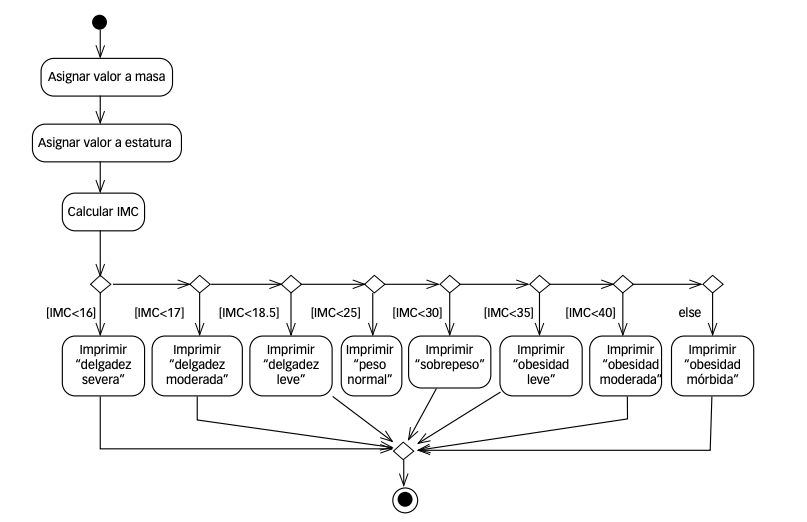 Asignar valor a masa
Asignar valor a estatura
Calcular IMC
[IMC<16]
[IMC<17]
[IMC<18.5]
[IMC<25]
[IMC<30]
[IMC<35]
[IMC<40]
else
Imprimir
“delgadez
severa”
Imprimir
“delgadez
moderada”
Imprimir
“delgadez
leve”
Imprimir
“peso
normal”
Imprimir
“sobrepeso”
Imprimir
“obesidad
leve”
Imprimir
“obesidad
moderada”
Imprimir
“obesidad
mórbida”